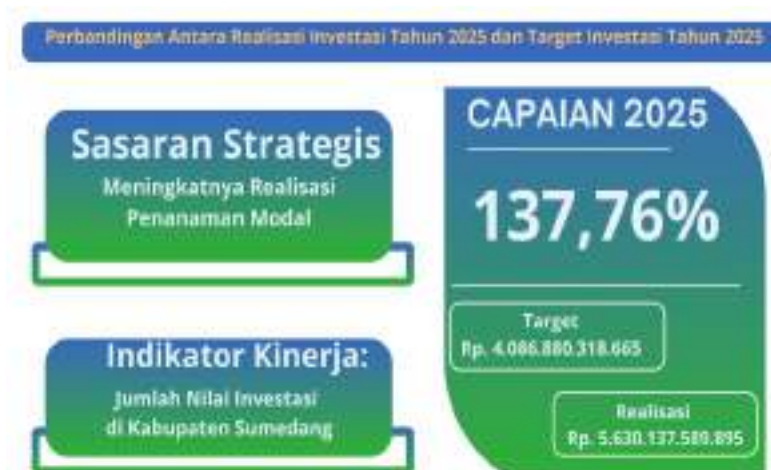 Perbandingan Antara Realisasi Investasi Tahun 2025 dan Target Investasi Tahun 2025
Sasaran Strategis
Meningkatnya Realisasi
Penanaman Modal
Indikator Kinerja:
Jumlah Nilai Investasi
di Kabupaten Sumedang
CAPAIAN 2025
137,76%
Target
Rp. 4.086.880.318.665
Realisasi
Rp. 5.630.137.589.895